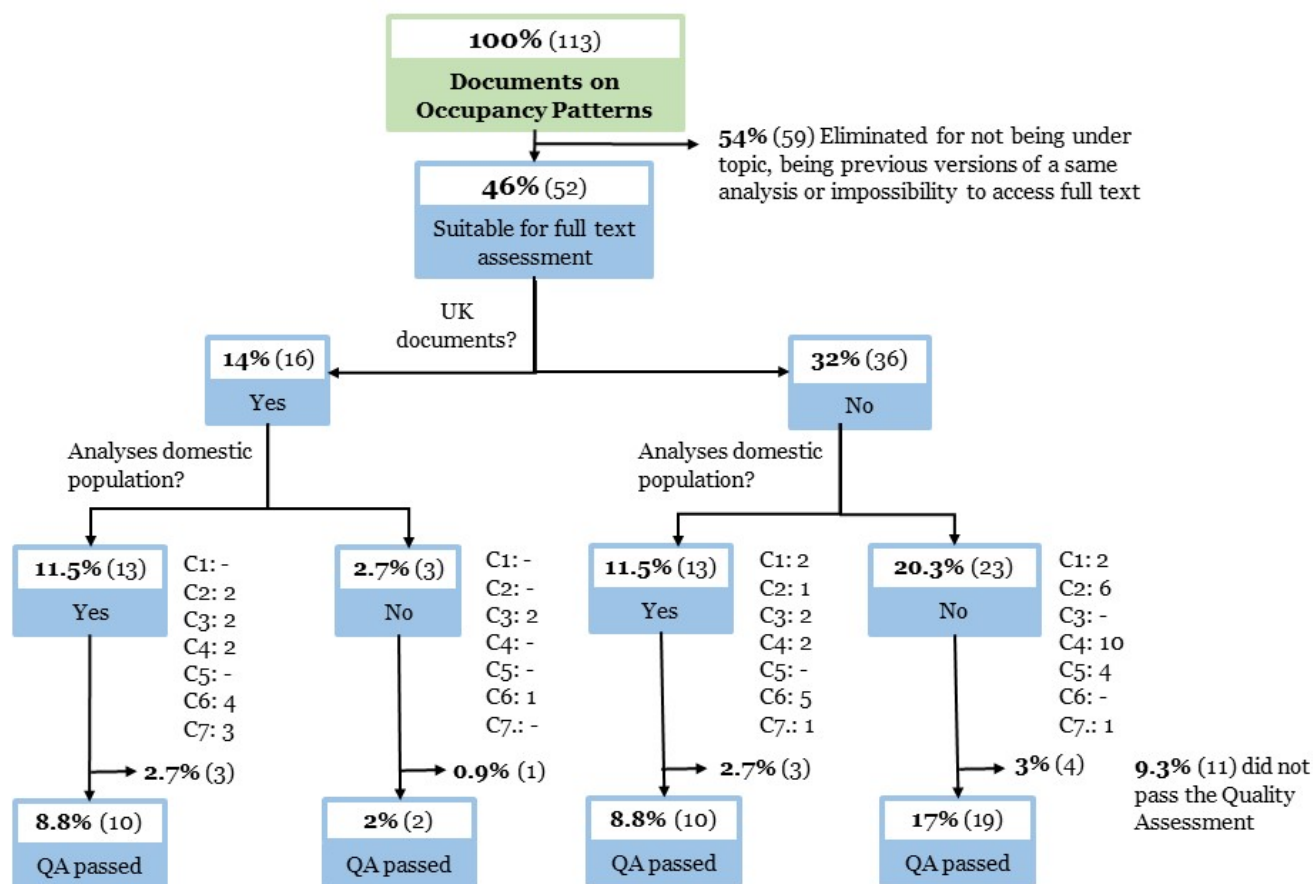 100% (113)
Documents on
Occupancy Patterns
54% (59) Eliminated for not being under
topic, being previous versions of a same
analysis or impossibility to access full text
46% (52)
Suitable for full text
assessment
UK
documents?
14% (16)
Yes
32% (36)
No
Analyses domestic
population?
Analyses domestic
population?
11.5% (13)
Yes
C1: -
C2: 2
C3: 2
C4: 2
C5: -
C6: 4
C7: 3
2.7% (3)
No
C1: -
C2: -
C3: 2
C4: -
C5: -
C6: 1
C7.: -
11.5% (13)
Yes
C1: 2
C2: 1
C3: 2
C4: 2
C5: -
C6: 5
C7.: 1
20.3% (23)
No
C1: 2
C2: 6
C3: -
C4: 10
C5: 4
C6: -
C7.: 1
2.7% (3)
0.9% (1)
2.7% (3)
3% (4)
9.3% (11) did not
pass the Quality
Assessment
8.8% (10)
QA passed
2% (2)
QA passed
8.8% (10)
QA passed
17% (19)
QA passed